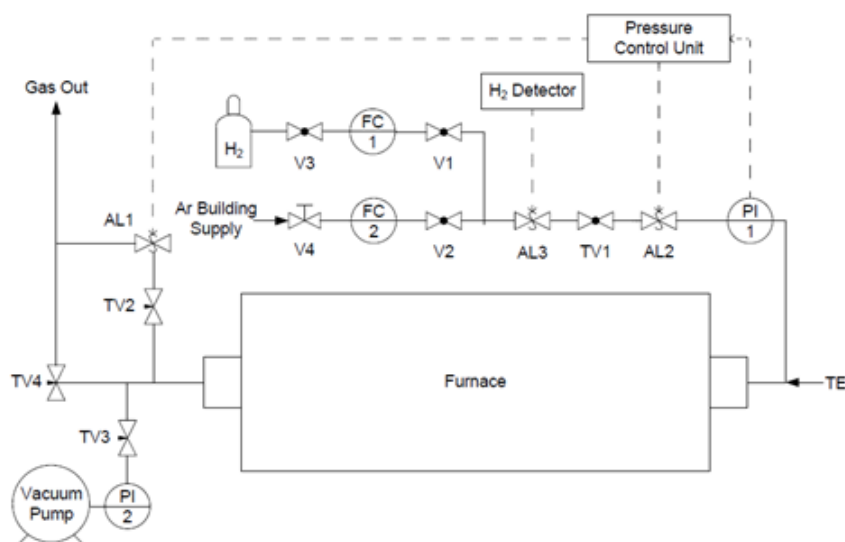 Pressure
Control Unit
Gas Out
H₂ Detector
H₂
V3
FC
1
V1
Ar Building
Supply
V4
FC
2
V2
AL3
TV1
AL2
PI
1
AL1
TV2
TV4
Furnace
TE
TV3
Vacuum
Pump
PI
2